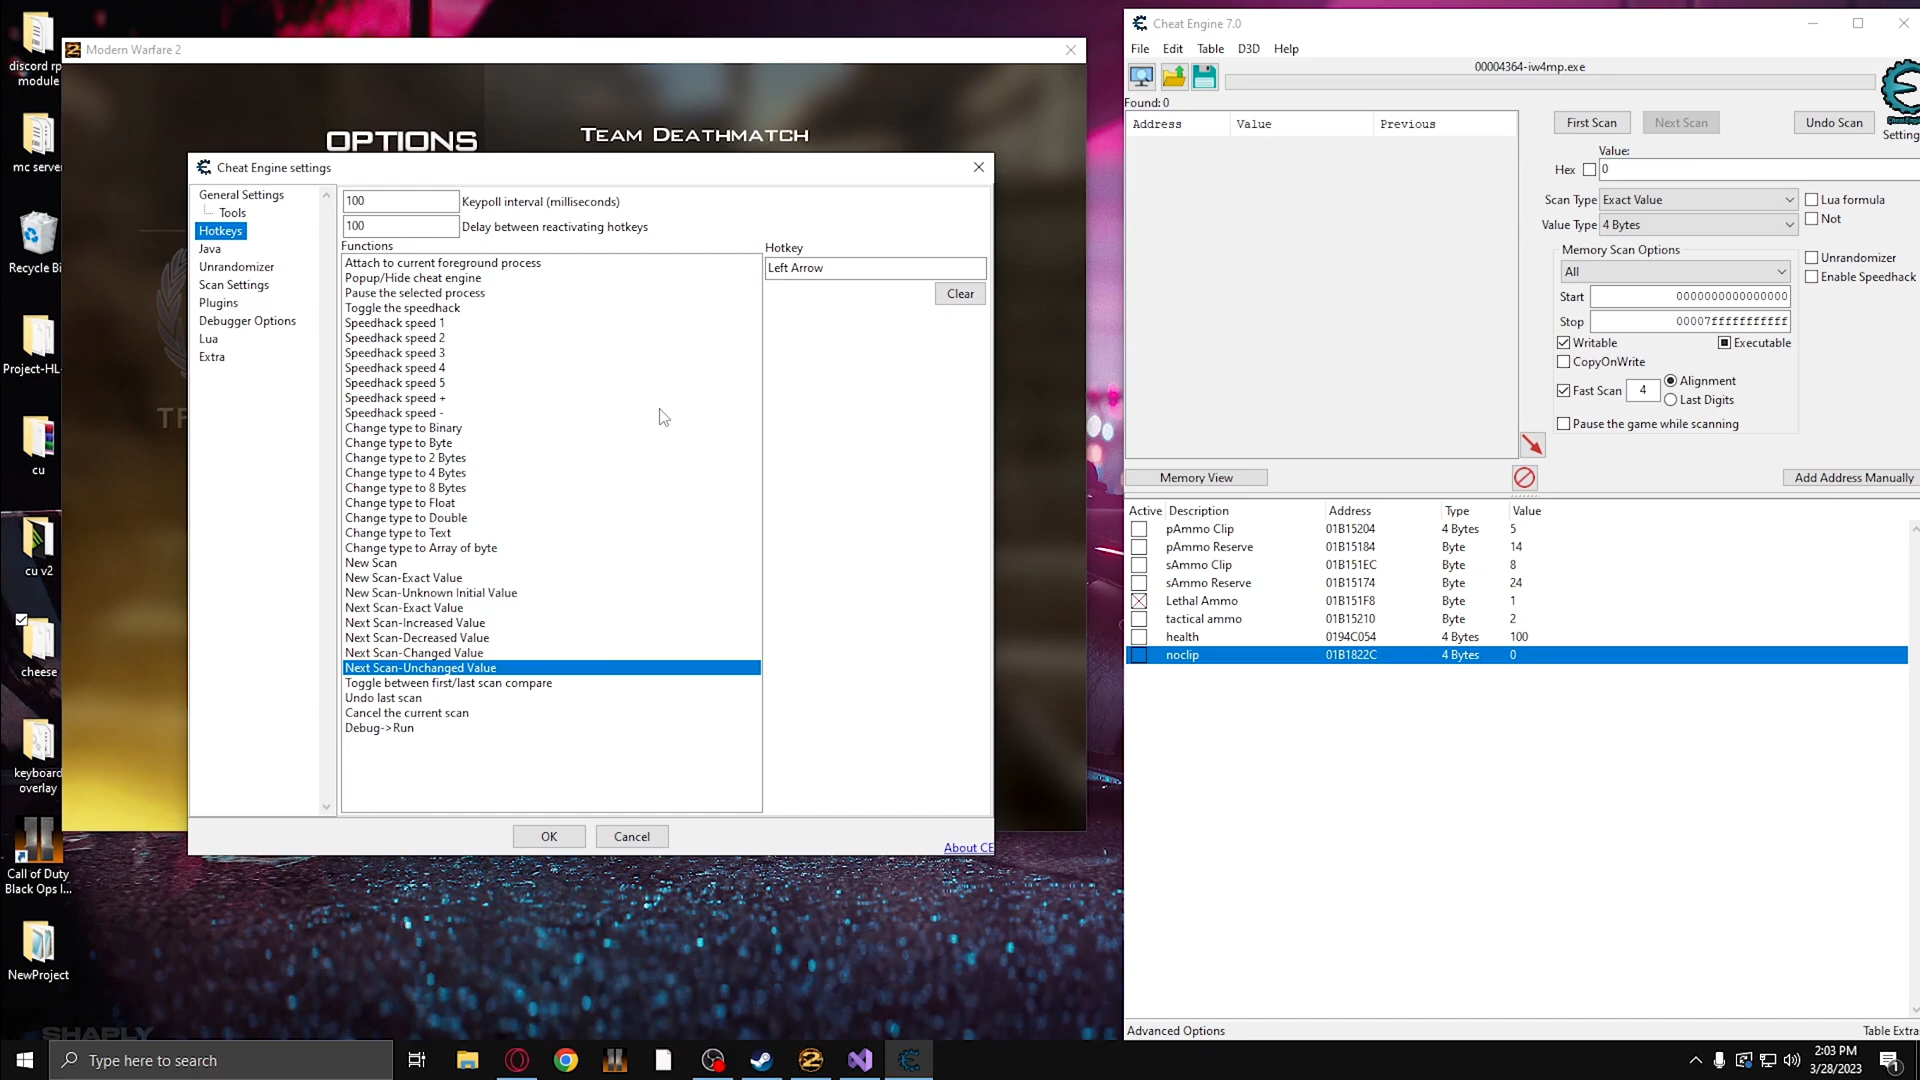 discord rp
module
mc serve
Recycle Bi
Project-HL-
cu
cu v2
cheese
keyboard
overlay
Call of Duty
Black Ops I...
NewProject
Modern Warfare 2
OPTIONS
TEAM DEATHMATCH
Cheat Engine settings
General Settings
Tools
Hotkeys
Java
Unrandomizer
Scan Settings
Plugins
Debugger Options
Lua
Extra
100
Keypoll interval (milliseconds)
100
Delay between reactivating hotkeys
Functions
Attach to current foreground process
Popup/Hide cheat engine
Pause the selected process
Toggle the speedhack
Speedhack speed 1
Speedhack speed 2
Speedhack speed 3
Speedhack speed 4
Speedhack speed 5
Speedhack speed +
Speedhack speed -
Change type to Binary
Change type to Byte
Change type to 2 Bytes
Change type to 4 Bytes
Change type to 8 Bytes
Change type to Float
Change type to Double
Change type to Text
Change type to Array of byte
New Scan
New Scan-Exact Value
New Scan-Unknown Initial Value
Next Scan-Exact Value
Next Scan-Increased Value
Next Scan-Decreased Value
Next Scan-Changed Value
Next Scan-Unchanged Value
Toggle between first/last scan compare
Undo last scan
Cancel the current scan
Debug->Run
Hotkey
Left Arrow
Clear
OK
Cancel
About CE
TF
SHARLY
Cheat Engine 7.0
File Edit Table D3D Help
00004364-iw4mp.exe
Found: 0
Address Value Previous
First Scan Next Scan Undo Scan
Setting
Value:
Hex 0
Scan Type Exact Value Lua formula
Not
Value Type 4 Bytes
Memory Scan Options
All
Unrandomizer
Enable Speedhack
Start 0000000000000000
Stop 00007fffffffffff
Writable Executable
CopyOnWrite
Fast Scan 4 Alignment
Last Digits
Pause the game while scanning
Memory View
Add Address Manually
Active Description Address Type Value
pAmmo Clip 01B15204 4 Bytes 5
pAmmo Reserve 01B15184 Byte 14
sAmmo Clip 01B151EC Byte 8
sAmmo Reserve 01B15174 Byte 24
Lethal Ammo 01B151F8 Byte 1
tactical ammo 01B15210 Byte 2
health 0194C054 4 Bytes 100
noclip 01B1822C 4 Bytes 0
Advanced Options
Table Extra
Type here to search
2:03 PM
3/28/2023
1